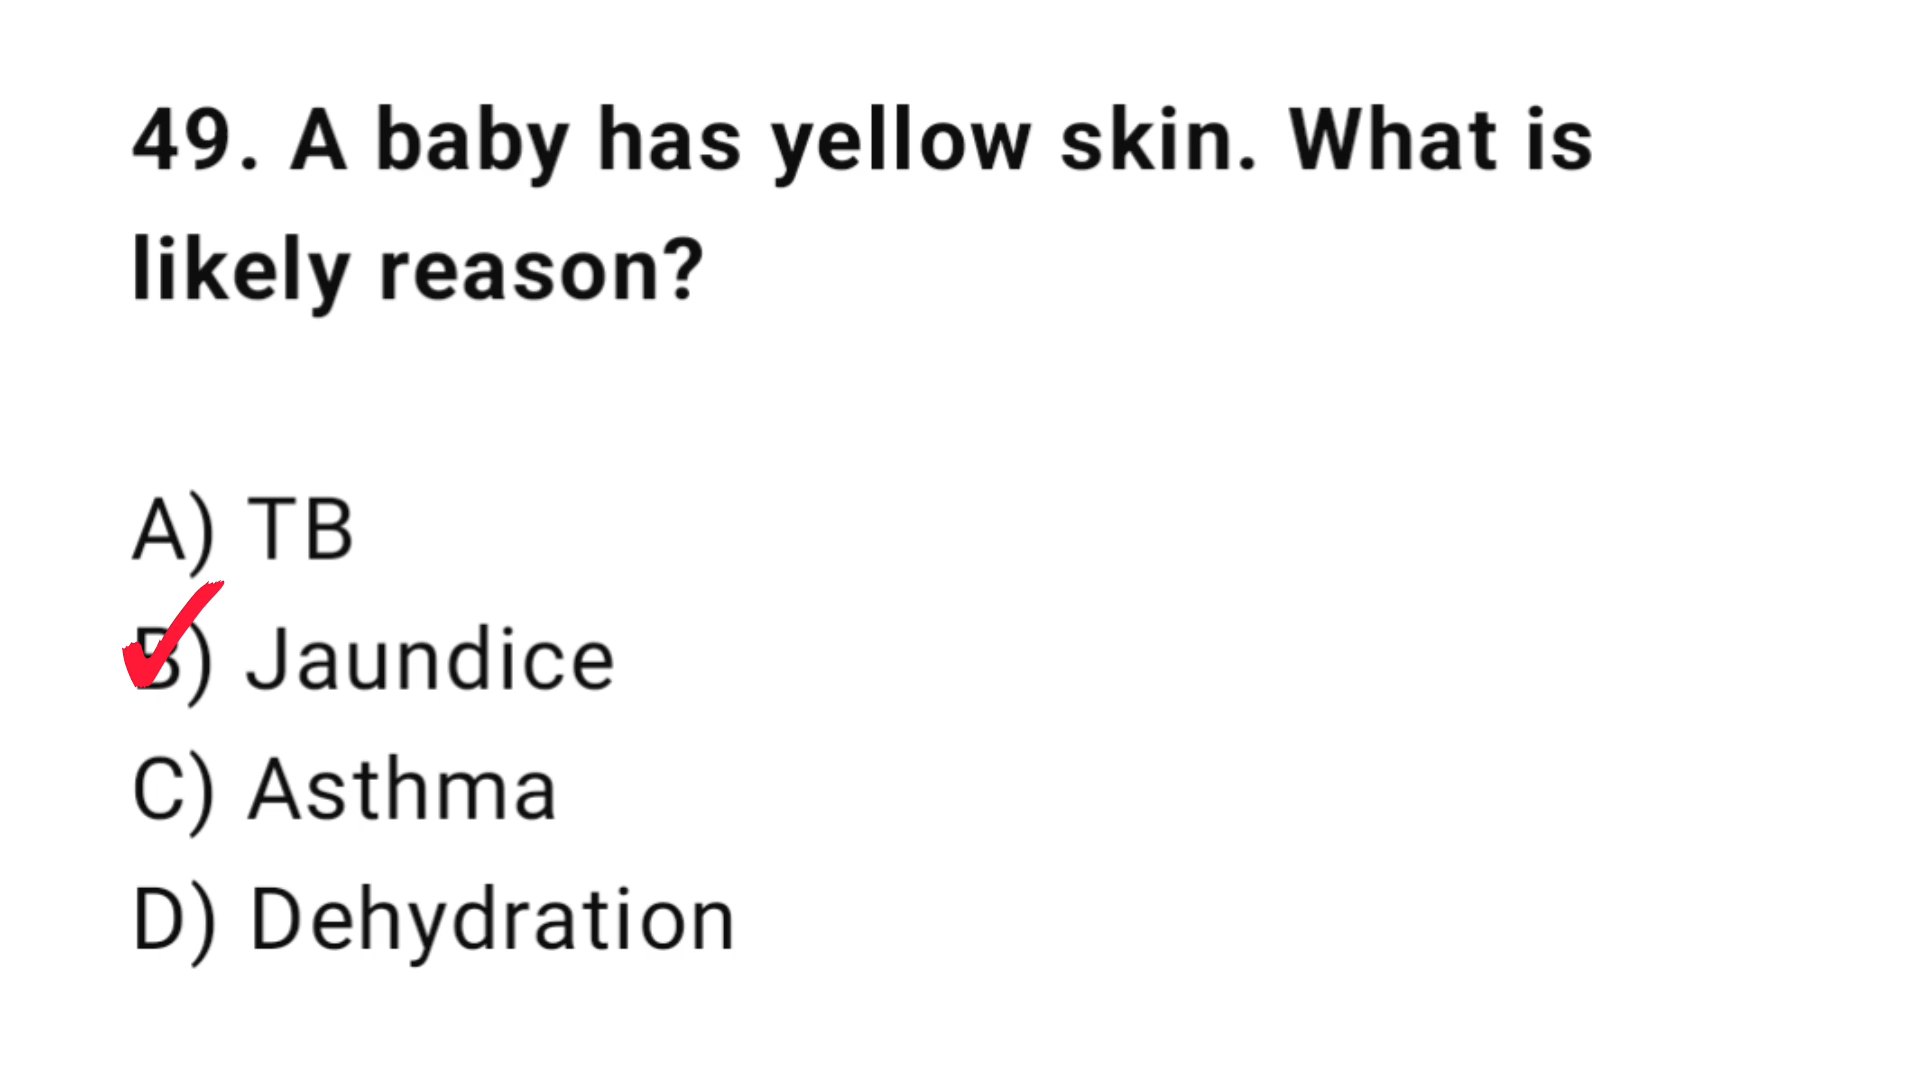 49. A baby has yellow skin. What is
likely reason?
A) TB
B) Jaundice
C) Asthma
D) Dehydration